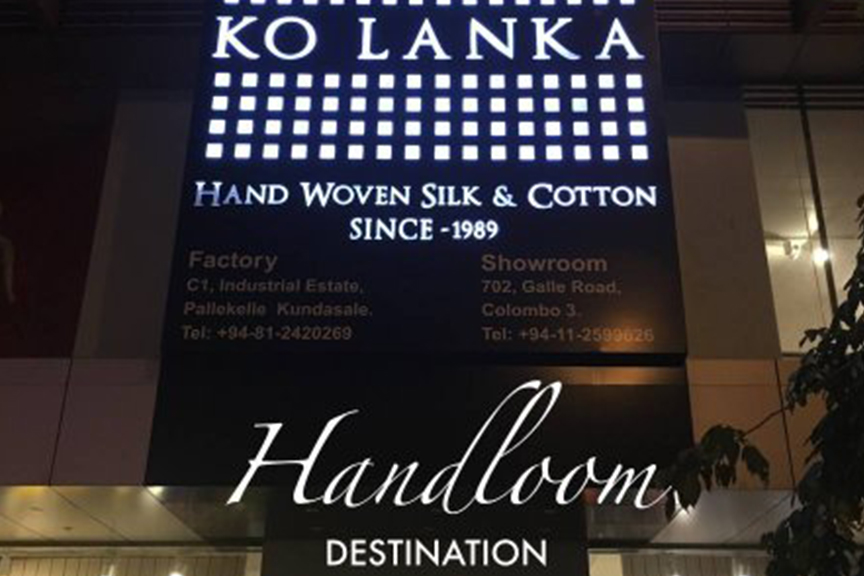 KO LANKA
HAND WOVEN SILK & COTTON
SINCE - 1989
Factory
C1, Industrial Estate,
Pallekelle Kundasale.
Tel: +94-81-2420269
Showroom
702, Galle Road,
Colombo 3.
Tel: +94-11-2599626
Handloom
DESTINATION